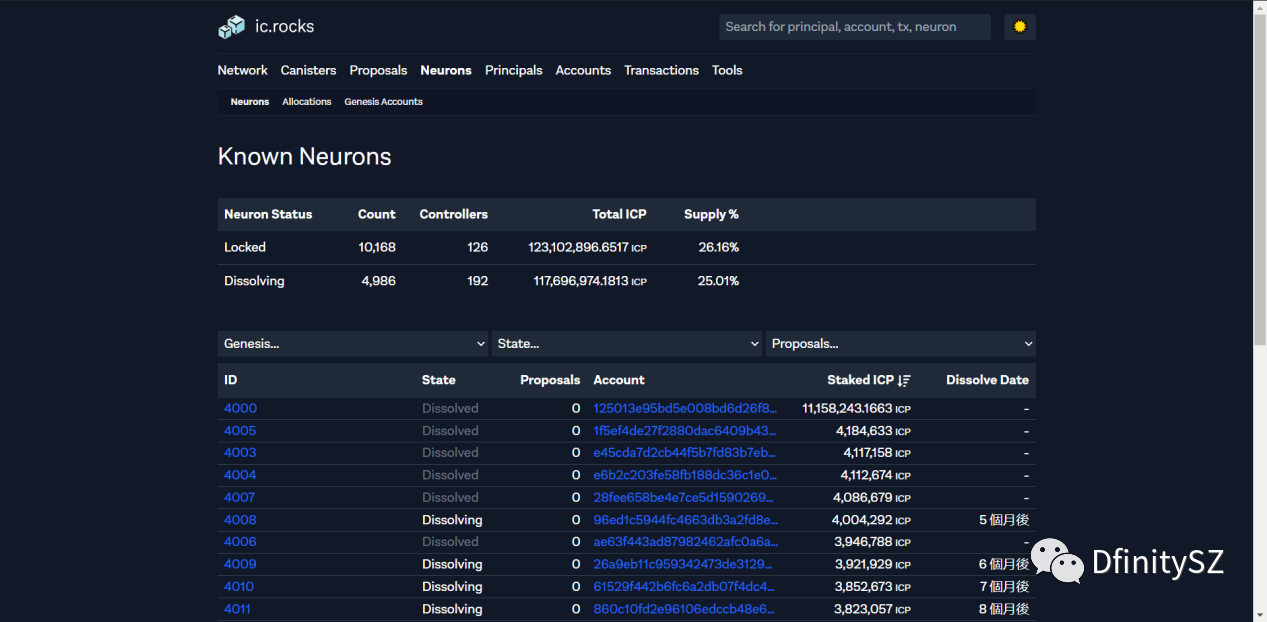 ic.rocks
Search for principal, account, tx, neuron
Network Canisters Proposals Neurons Principals Accounts Transactions Tools
Neurons Allocations Genesis Accounts
Known Neurons
Neuron Status Count Controllers Total ICP Supply %
Locked 10,168 126 123,102,896.6517 ICP 26.16%
Dissolving 4,986 192 117,696,974.1813 ICP 25.01%
Genesis... State... Proposals...
ID State Proposals Account Staked ICP Dissolve Date
4000 Dissolved 0 125013e95bd5e008bd6d26f8... 11,158,243.1663 ICP -
4005 Dissolved 0 1f5ef4de27f2880dac6409b43... 4,184,633 ICP -
4003 Dissolved 0 e45cda7d2cb44f5b7fd83b7eb... 4,117,158 ICP -
4004 Dissolved 0 e6b2c203fe58fb188dc36c1e0... 4,112,674 ICP -
4007 Dissolved 0 28fee658be4e7ce5d1590269... 4,086,679 ICP -
4008 Dissolving 0 96ed1c5944fc4663db3a2fd8e... 4,004,292 ICP 5 個月後
4006 Dissolved 0 ae63f443ad87982462afc0a6a... 3,946,788 ICP -
4009 Dissolving 0 26a9eb11c959342473de3129... 3,921,929 ICP 6 個月後
DfinitySZ
4010 Dissolving 0 61529f442b6fc6a2db07f4dc4... 3,852,673 ICP 7 個月後
4011 Dissolving 0 860c10fd2e96106edccb48e6... 3,823,057 ICP 8 個月後